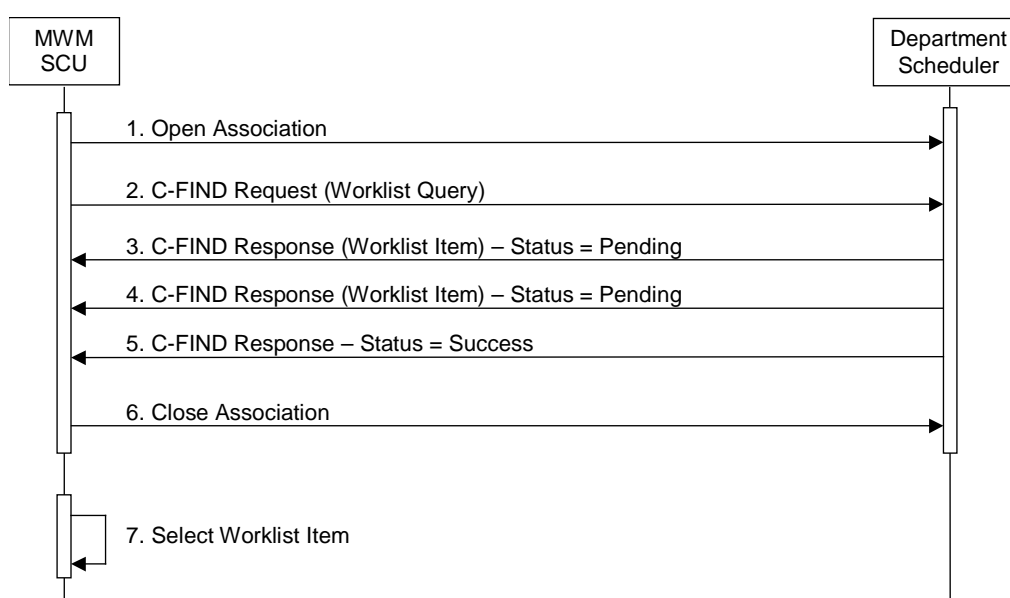 MWM
SCU
Department
Scheduler
1. Open Association
2. C-FIND Request (Worklist Query)
3. C-FIND Response (Worklist Item) – Status = Pending
4. C-FIND Response (Worklist Item) – Status = Pending
5. C-FIND Response – Status = Success
6. Close Association
7. Select Worklist Item